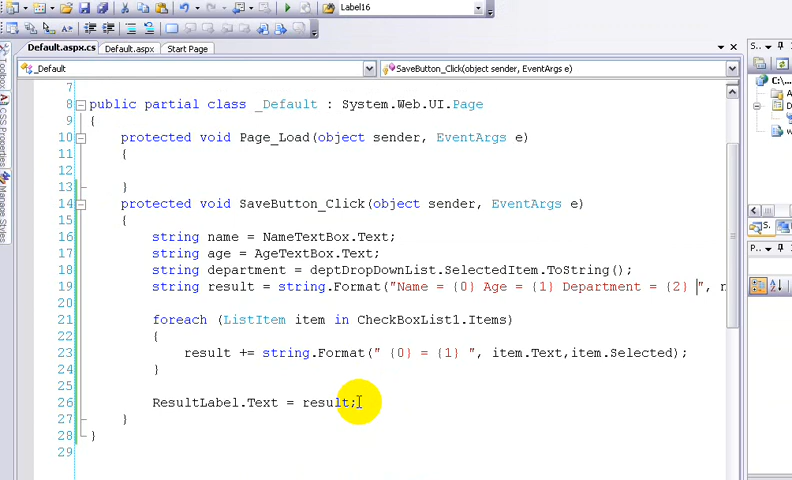 Label16
Default.aspx.cs Default.aspx Start Page
_Default SaveButton_Click(object sender, EventArgs e)
7
8 public partial class _Default : System.Web.UI.Page
9 {
10 protected void Page_Load(object sender, EventArgs e)
11 {
12
13 }
14 protected void SaveButton_Click(object sender, EventArgs e)
15 {
16 string name = NameTextBox.Text;
17 string age = AgeTextBox.Text;
18 string department = deptDropDownList.SelectedItem.ToString();
19 string result = string.Format("Name = {0} Age = {1} Department = {2} ", n
20
21 foreach (ListItem item in CheckBoxList1.Items)
22 {
23 result += string.Format(" {0} = {1} ", item.Text,item.Selected);
24 }
25
26 ResultLabel.Text = result;
27 }
28 }
29
Toolbox
CSS Properties
Manage Styles
S...
C:\...
P...